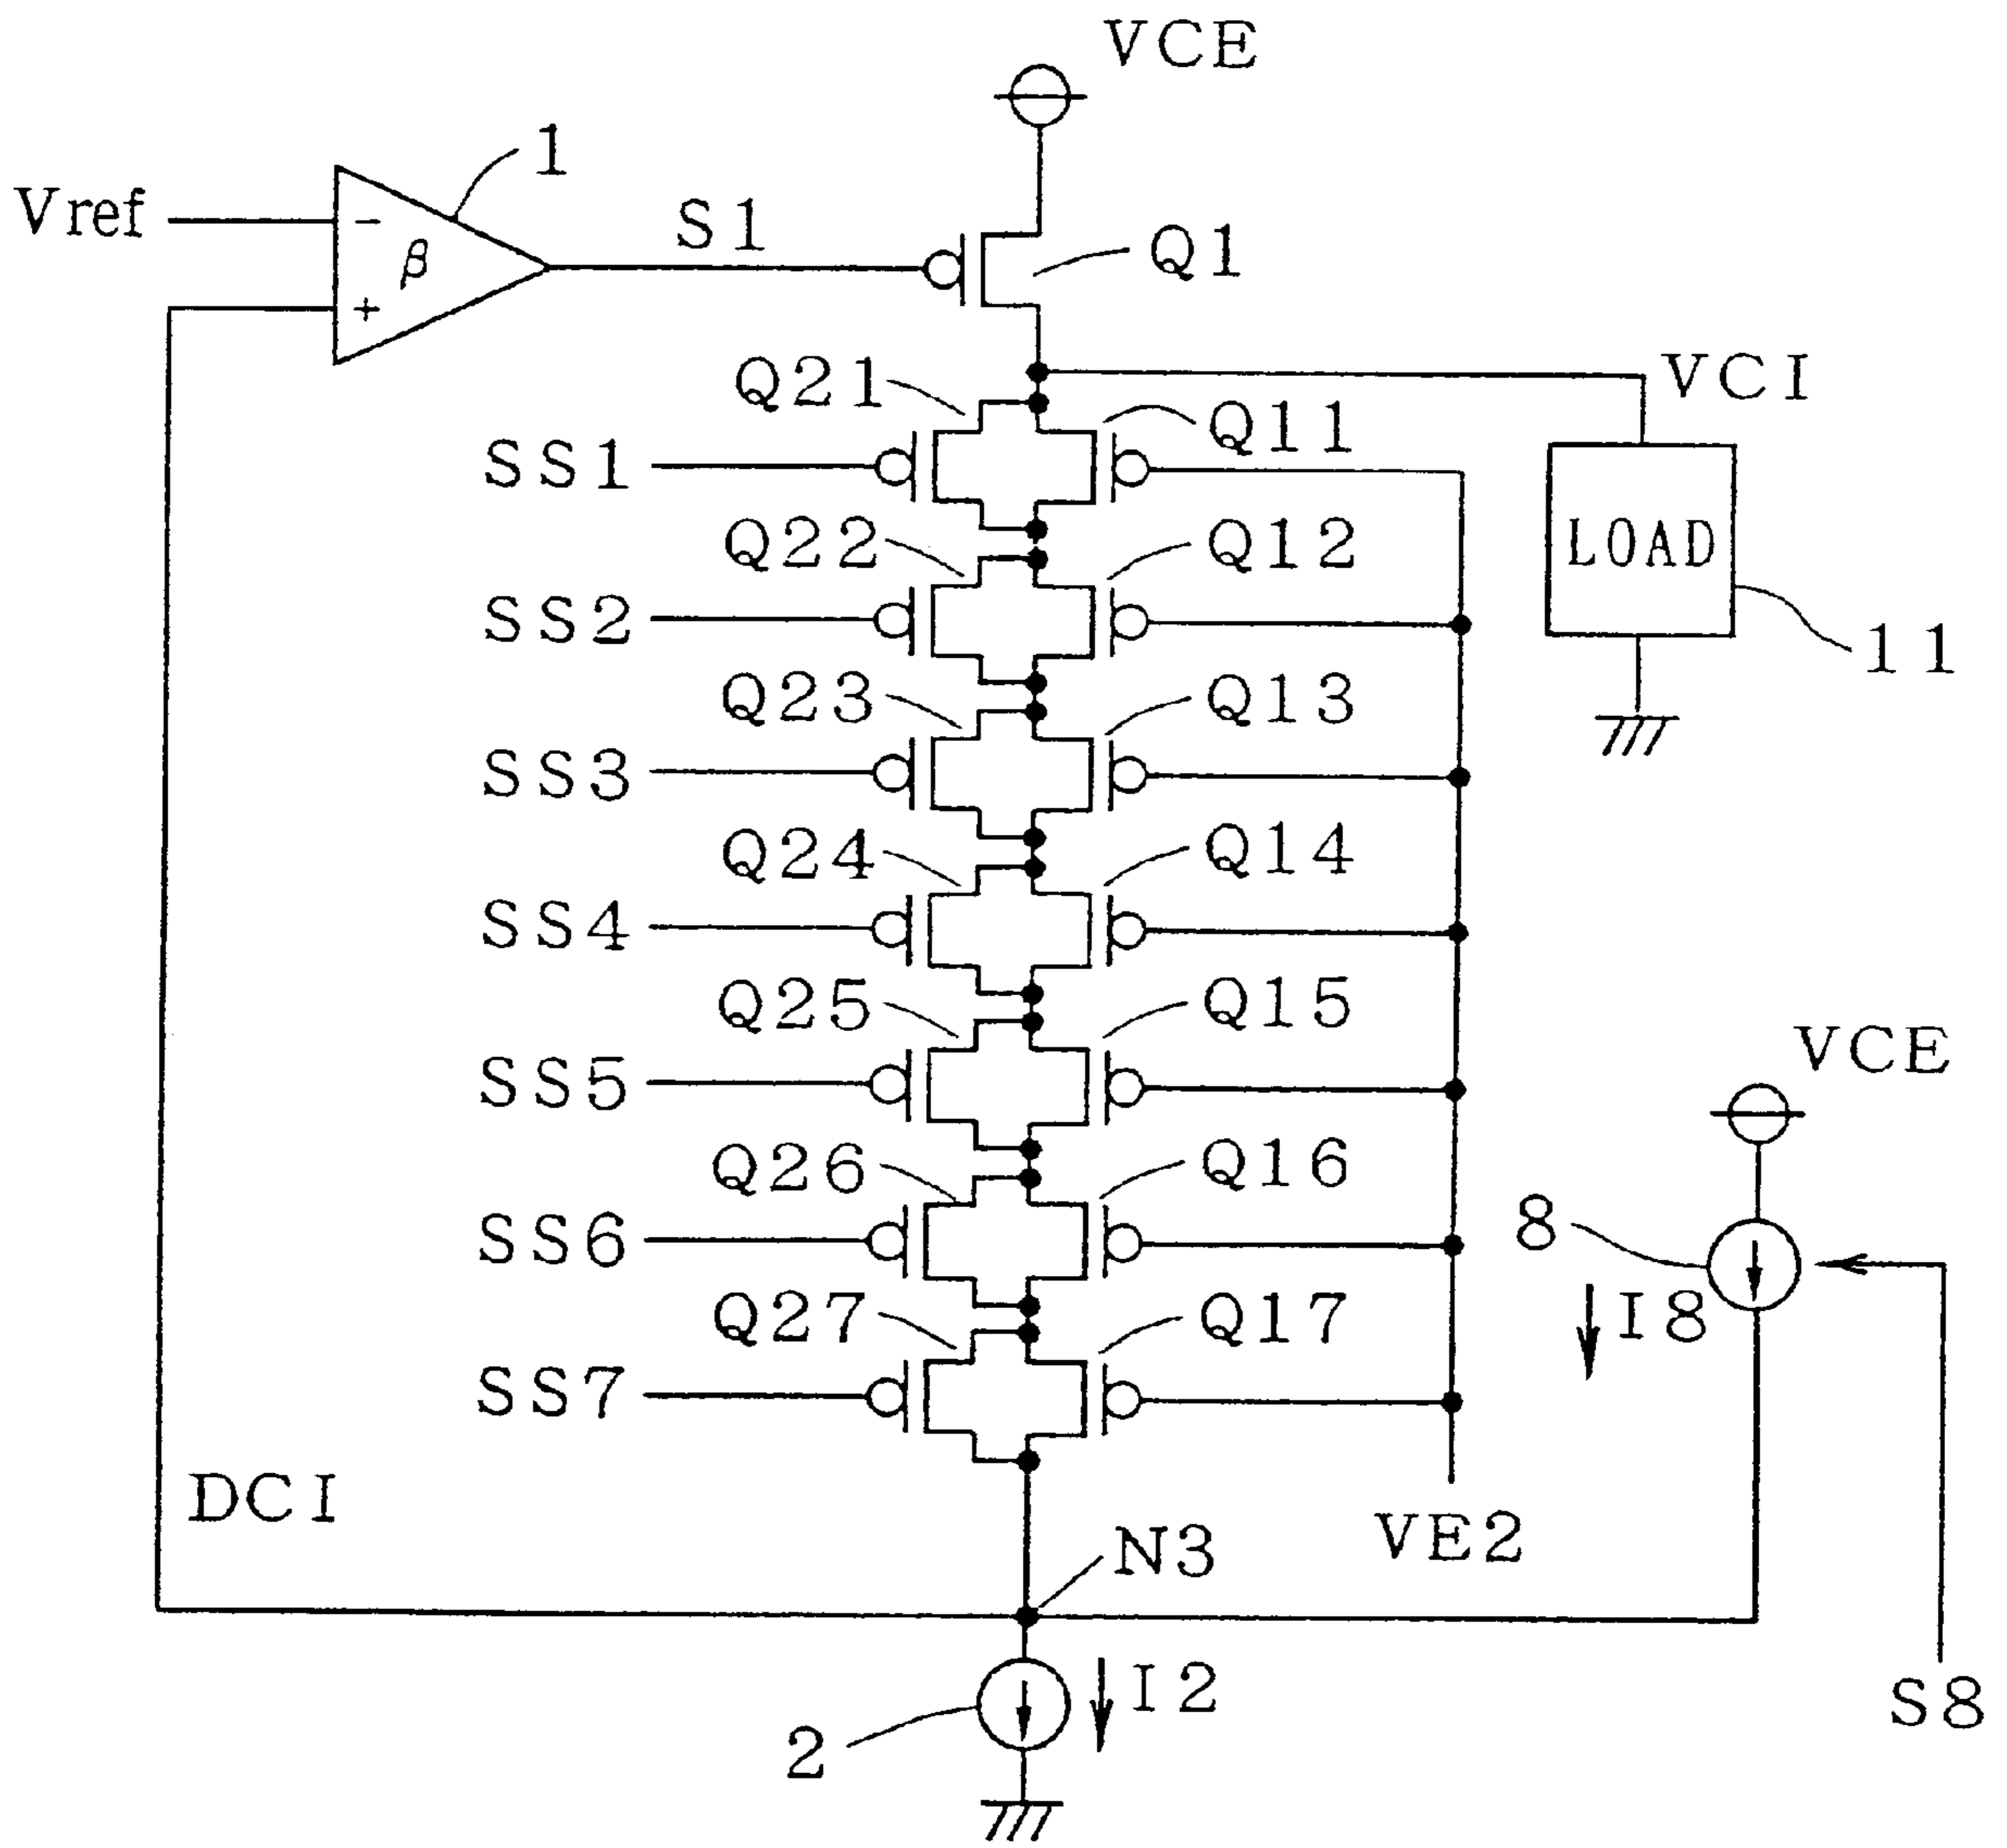 VCE
1
Vref
-
β
+
S1
Q1
VCI
Q21
Q11
SS1
LOAD
11
Q22
Q12
SS2
Q23
Q13
SS3
Q24
Q14
SS4
Q25
Q15
SS5
VCE
Q26
Q16
SS6
8
I8
Q27
Q17
SS7
DCI
N3
VE2
I2
2
S8